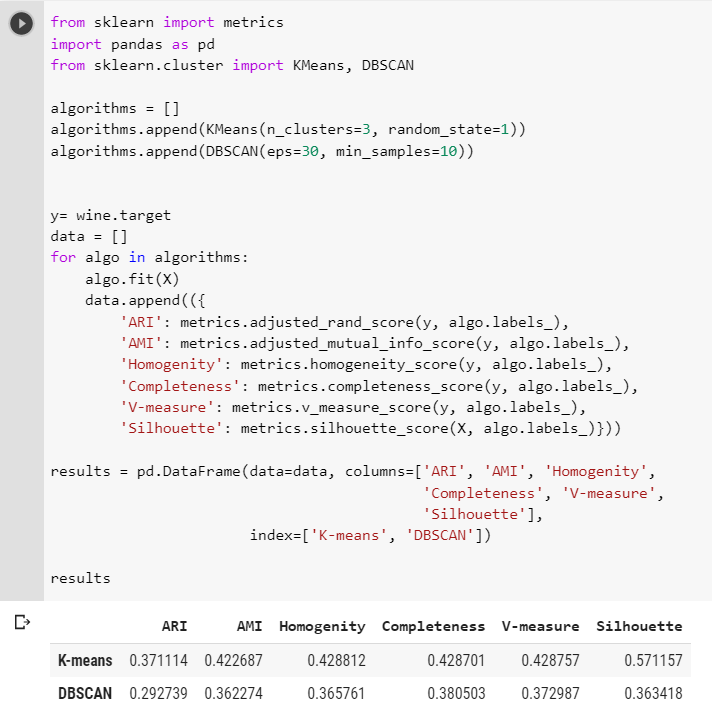 from sklearn import metrics
import pandas as pd
from sklearn.cluster import KMeans, DBSCAN

algorithms = []
algorithms.append(KMeans(n_clusters=3, random_state=1))
algorithms.append(DBSCAN(eps=30, min_samples=10))


y= wine.target
data = []
for algo in algorithms:
    algo.fit(X)
    data.append(({
        'ARI': metrics.adjusted_rand_score(y, algo.labels_),
        'AMI': metrics.adjusted_mutual_info_score(y, algo.labels_),
        'Homogenity': metrics.homogeneity_score(y, algo.labels_),
        'Completeness': metrics.completeness_score(y, algo.labels_),
        'V-measure': metrics.v_measure_score(y, algo.labels_),
        'Silhouette': metrics.silhouette_score(X, algo.labels_)}))

results = pd.DataFrame(data=data, columns=['ARI', 'AMI', 'Homogenity',
                                           'Completeness', 'V-measure',
                                           'Silhouette'],
                       index=['K-means', 'DBSCAN'])

results
ARI AMI Homogenity Completeness V-measure Silhouette
K-means 0.371114 0.422687 0.428812 0.428701 0.428757 0.571157
DBSCAN 0.292739 0.362274 0.365761 0.380503 0.372987 0.363418